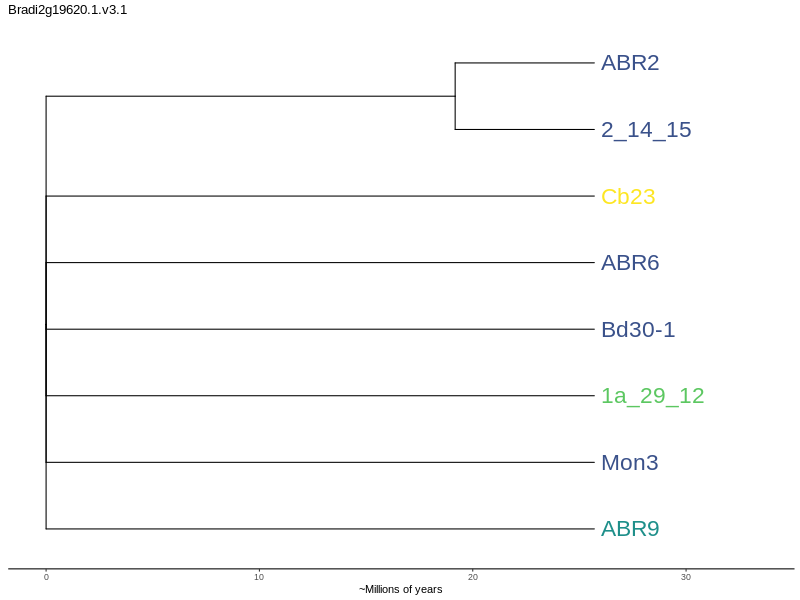 Bradi2g19620.1.v3.1
ABR2
2_14_15
Cb23
ABR6
Bd30-1
1a_29_12
Mon3
ABR9
0 10 20 30
~Millions of years